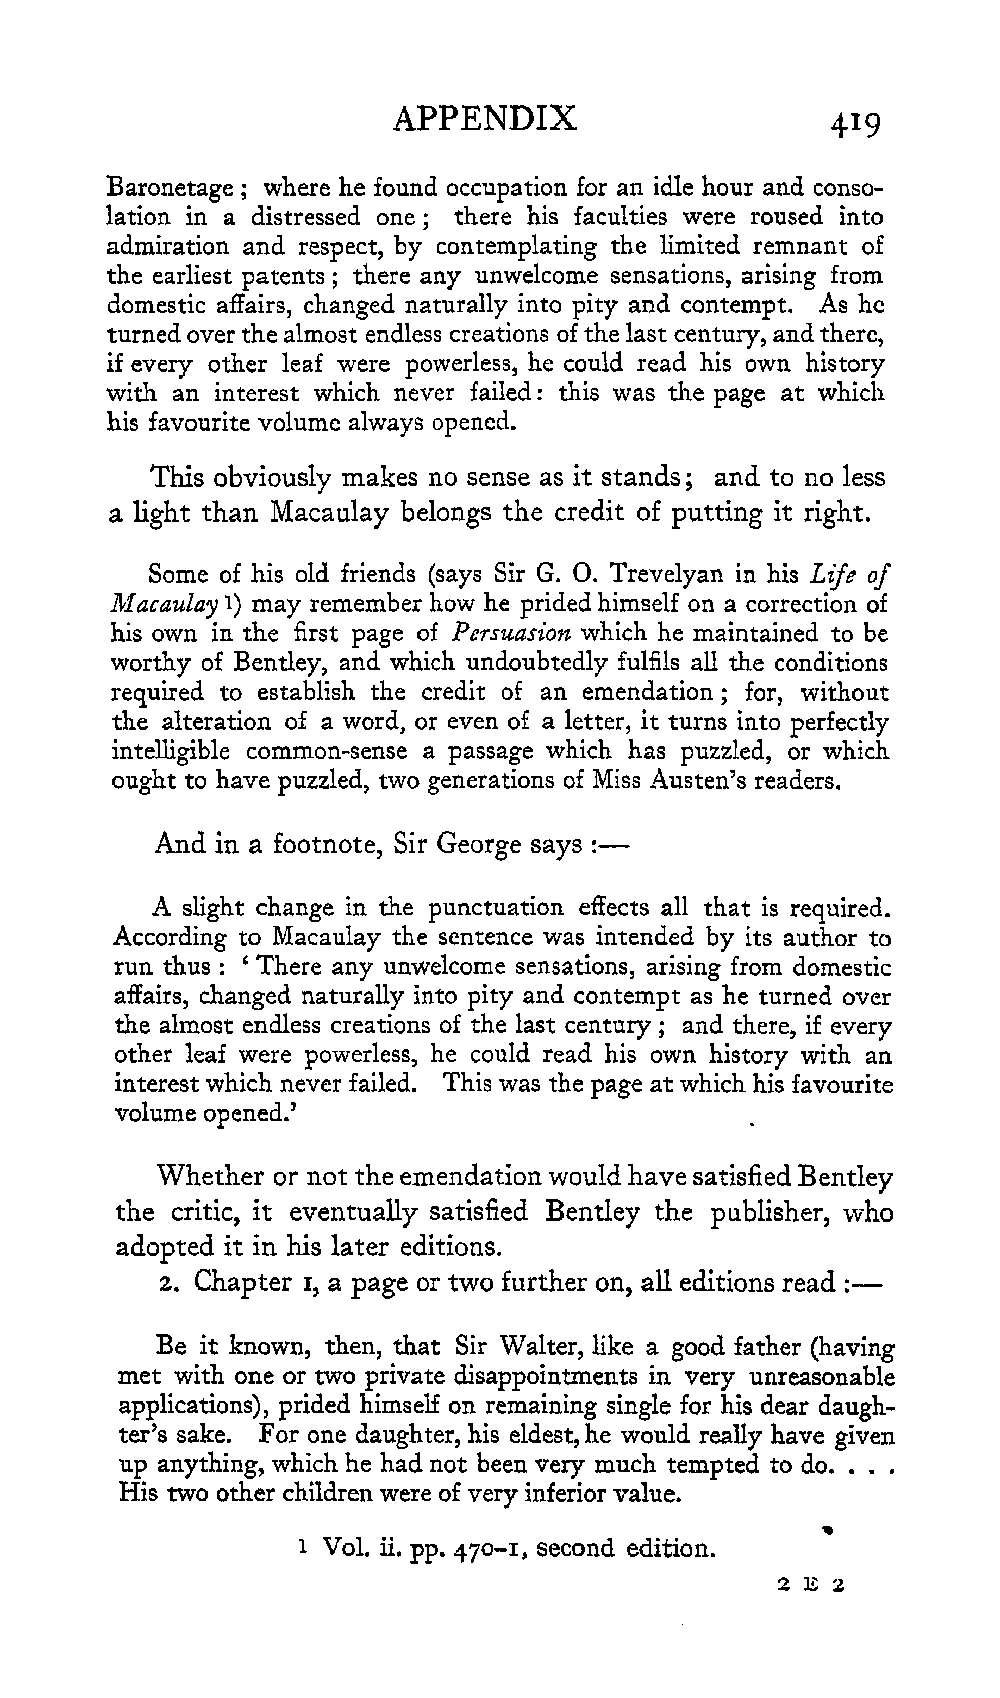 APPENDIX 419
Baronetage ; where he found occupation for an idle hour and conso-
lation in a distressed one ; there his faculties were roused into
admiration and respect, by contemplating the limited remnant of
the earliest patents ; there any unwelcome sensations, arising from
domestic affairs, changed naturally into pity and contempt. As he
turned over the almost endless creations of the last century, and there,
if every other leaf were powerless, he could read his own history
with an interest which never failed : this was the page at which
his favourite volume always opened.
This obviously makes no sense as it stands ; and to no less
a light than Macaulay belongs the credit of putting it right.
Some of his old friends (says Sir G. O. Trevelyan in his Life of
Macaulay 1) may remember how he prided himself on a correction of
his own in the first page of Persuasion which he maintained to be
worthy of Bentley, and which undoubtedly fulfils all the conditions
required to establish the credit of an emendation ; for, without
the alteration of a word, or even of a letter, it turns into perfectly
intelligible common-sense a passage which has puzzled, or which
ought to have puzzled, two generations of Miss Austen's readers.
And in a footnote, Sir George says :—
A slight change in the punctuation effects all that is required.
According to Macaulay the sentence was intended by its author to
run thus : ‘ There any unwelcome sensations, arising from domestic
affairs, changed naturally into pity and contempt as he turned over
the almost endless creations of the last century ; and there, if every
other leaf were powerless, he could read his own history with an
interest which never failed. This was the page at which his favourite
volume opened.’
Whether or not the emendation would have satisfied Bentley
the critic, it eventually satisfied Bentley the publisher, who
adopted it in his later editions.
2. Chapter 1, a page or two further on, all editions read :—
Be it known, then, that Sir Walter, like a good father (having
met with one or two private disappointments in very unreasonable
applications), prided himself on remaining single for his dear daugh-
ter's sake. For one daughter, his eldest, he would really have given
up anything, which he had not been very much tempted to do. . . .
His two other children were of very inferior value.
1 Vol. ii. pp. 470–1, second edition.
2 E 2